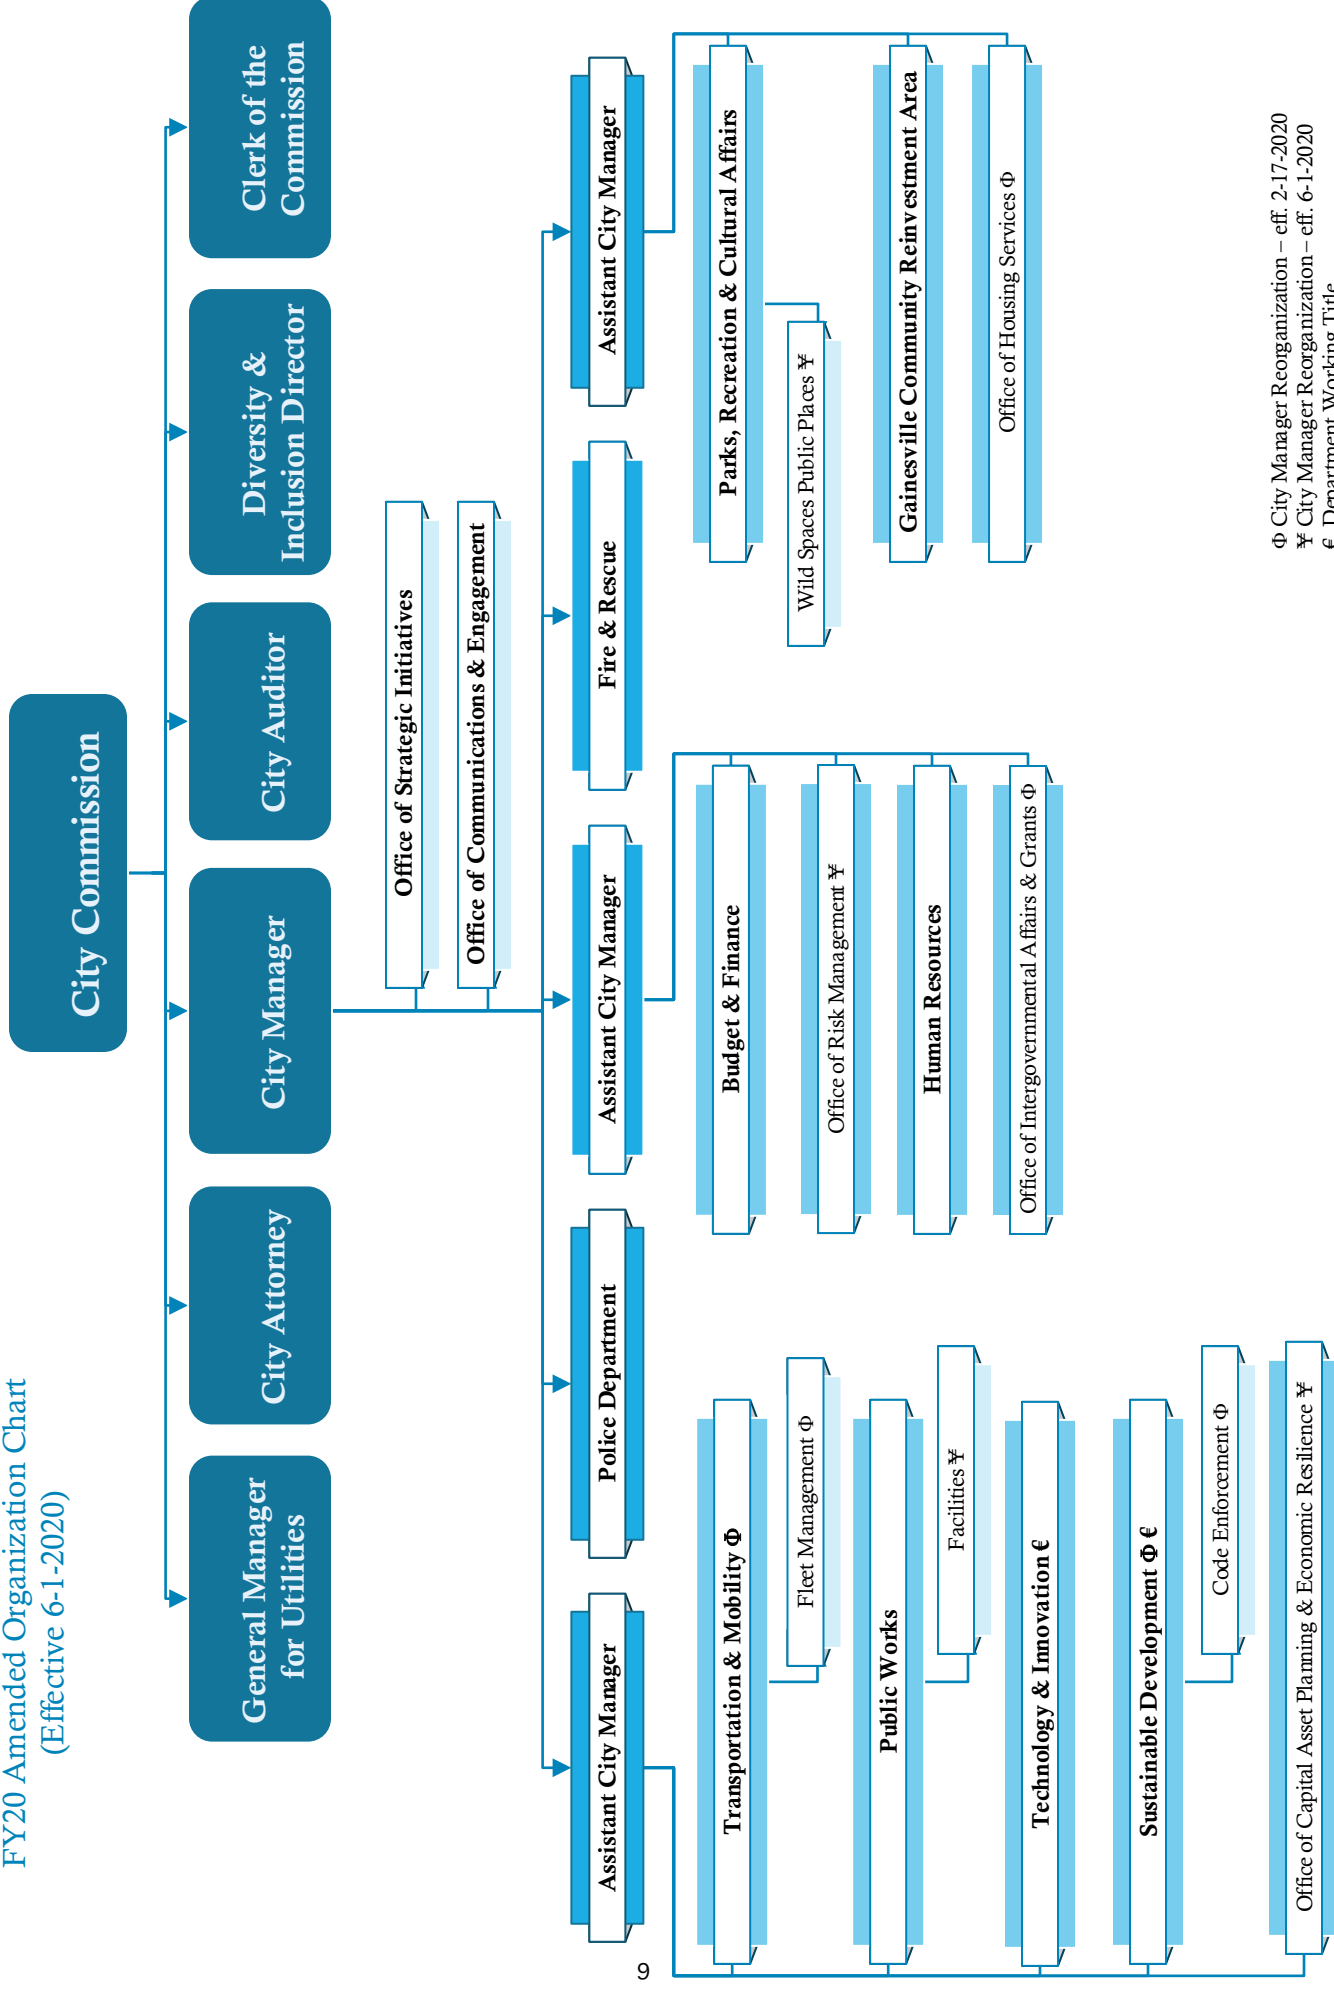 FY20 Amended Organization Chart
(Effective 6-1-2020)
City Commission
General Manager
for Utilities
City Attorney
City Manager
City Auditor
Diversity &
Inclusion Director
Clerk of the
Commission
Office of Strategic Initiatives
Office of Communications & Engagement
Assistant City Manager
Police Department
Assistant City Manager
Fire & Rescue
Assistant City Manager
Transportation & Mobility Φ
Fleet Management Φ
Public Works
Facilities ¥
Technology & Innovation €
Sustainable Development Φ €
Code Enforcement Φ
Office of Capital Asset Planning & Economic Resilience ¥
Budget & Finance
Office of Risk Management ¥
Human Resources
Office of Intergovernmental Affairs & Grants Φ
Parks, Recreation & Cultural Affairs
Wild Spaces Public Places ¥
Gainesville Community Reinvestment Area
Office of Housing Services Φ
Φ City Manager Reorganization – eff. 2-17-2020
¥ City Manager Reorganization – eff. 6-1-2020
€ Department Working Title
9